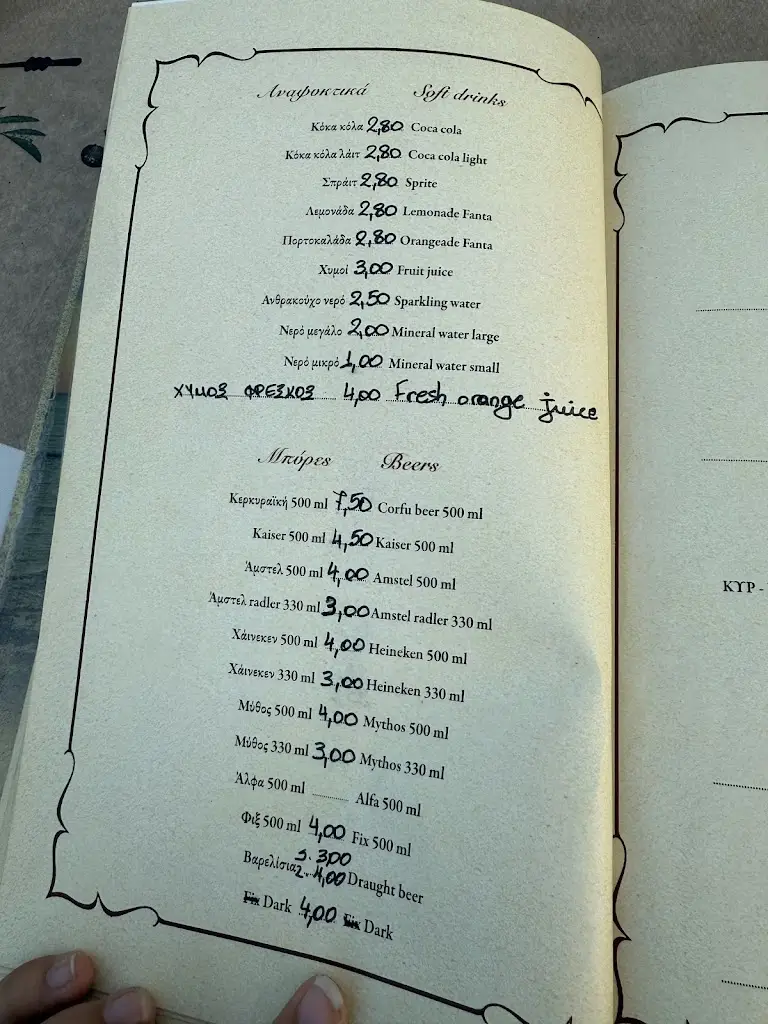 Αναψυκτικά Soft drinks
Κόκα κόλα 2,80 Coca cola
Κόκα κόλα λάιτ 2,80 Coca cola light
Σπράιτ 2,80 Sprite
Λεμονάδα 2,80 Lemonade Fanta
Πορτοκαλάδα 2,80 Orangeade Fanta
Χυμοί 3,00 Fruit juice
Ανθρακούχο νερό 2,50 Sparkling water
Νερό μεγάλο 2,00 Mineral water large
Νερό μικρό 1,00 Mineral water small
ΧΥΜΟΣ ΦΡΕΣΚΟΣ 4,00 Fresh orange juice
Μπύρες Beers
Κερκυραϊκή 500 ml 7,50 Corfu beer 500 ml
Kaiser 500 ml 4,50 Kaiser 500 ml
Άμστελ 500 ml 4,00 Amstel 500 ml
Άμστελ radler 330 ml 3,00 Amstel radler 330 ml
Χάινεκεν 500 ml 4,00 Heineken 500 ml
Χάινεκεν 330 ml 3,00 Heineken 330 ml
Μύθος 500 ml 4,00 Mythos 500 ml
Μύθος 330 ml 3,00 Mythos 330 ml
Άλφα 500 ml ........... Alfa 500 ml
Φιξ 500 ml 4,00 Fix 500 ml
3,00
Βαρελίσια 4,00 Draught beer
Fix Dark 4,00 Fix Dark
ΚΥΡ -